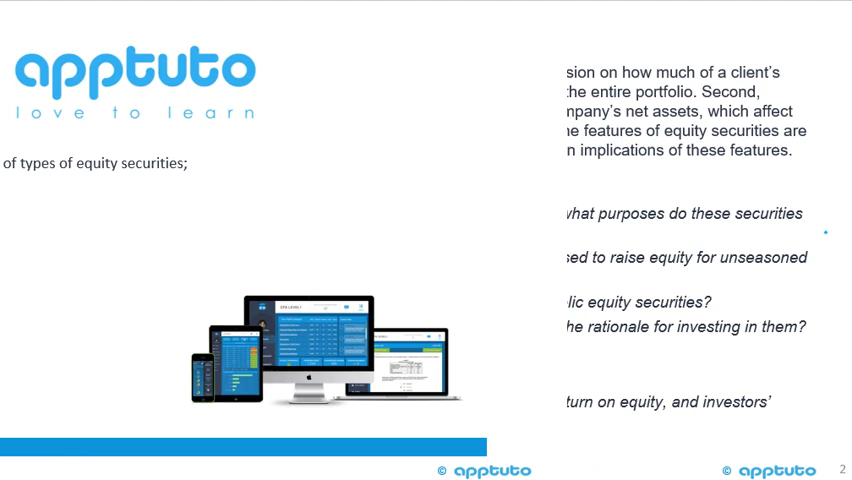 apptuto
love to learn
of types of equity securities;
sion on how much of a client's
the entire portfolio. Second,
mpany's net assets, which affect
he features of equity securities are
n implications of these features.
what purposes do these securities
sed to raise equity for unseasoned
lic equity securities?
he rationale for investing in them?
turn on equity, and investors'
© apptuto
© apptuto
2